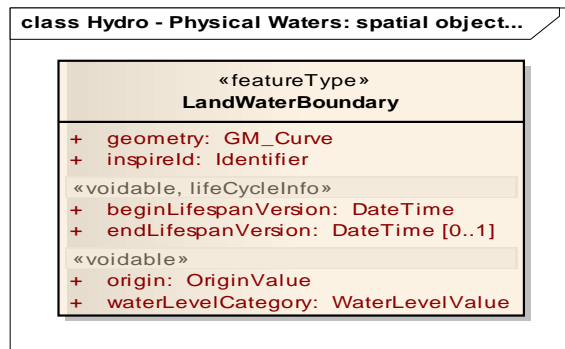 class Hydro - Physical Waters: spatial object...
«featureType»
LandWaterBoundary
+ geometry: GM_Curve
+ inspireId: Identifier
«voidable, lifeCycleInfo»
+ beginLifespanVersion: DateTime
+ endLifespanVersion: DateTime [0..1]
«voidable»
+ origin: OriginValue
+ waterLevelCategory: WaterLevelValue